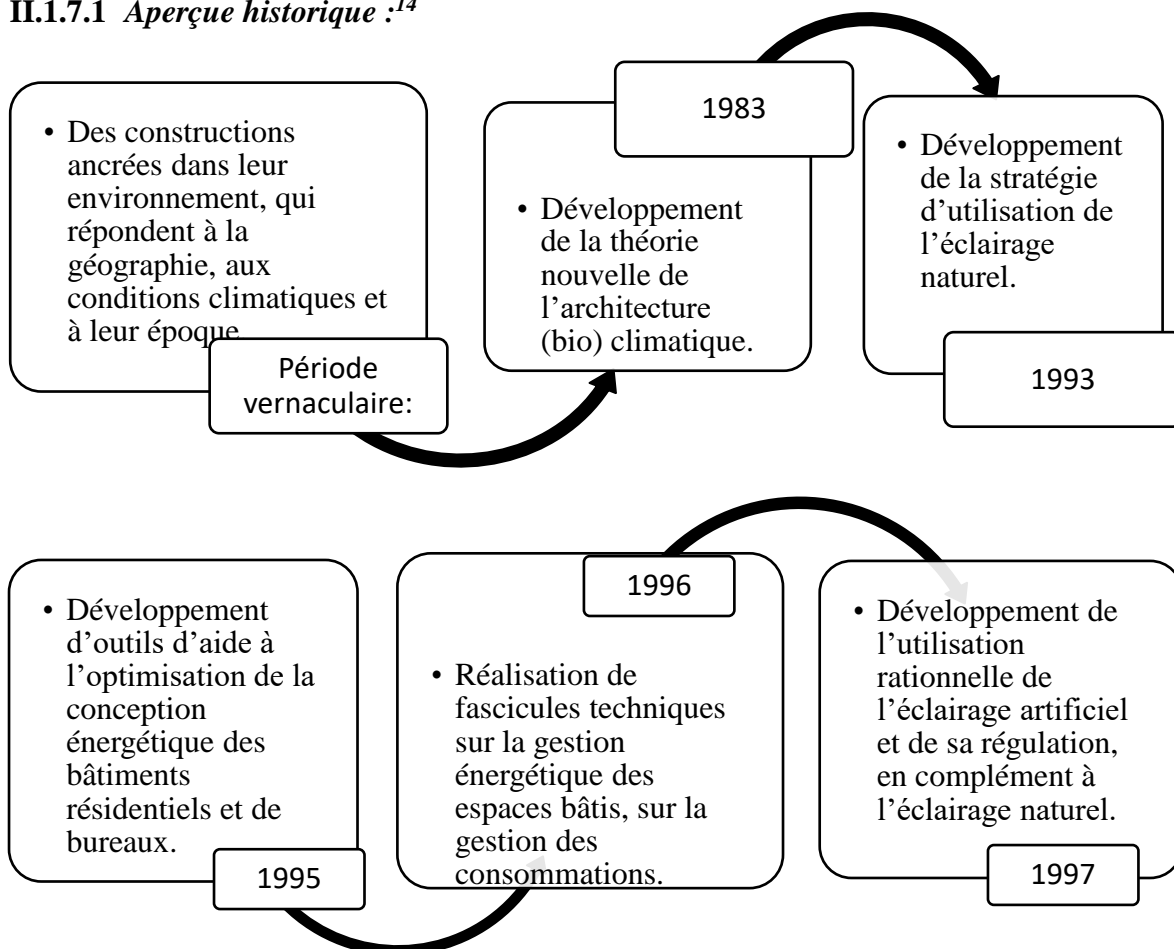 II.1.7.1 Aperçue historique :14
• Des constructions
ancrées dans leur
environnement, qui
répondent à la
géographie, aux
conditions climatiques et
à leur époque
Période
vernaculaire:
1983
• Développement
de la théorie
nouvelle de
l’architecture
(bio) climatique.
• Développement
de la stratégie
d’utilisation de
l’éclairage
naturel.
1993
• Développement
d’outils d’aide à
l’optimisation de la
conception
énergétique des
bâtiments
résidentiels et de
bureaux.
1995
1996
• Réalisation de
fascicules techniques
sur la gestion
énergétique des
espaces bâtis, sur la
gestion des
consommations.
• Développement de
l’utilisation
rationnelle de
l’éclairage artificiel
et de sa régulation,
en complément à
l’éclairage naturel.
1997